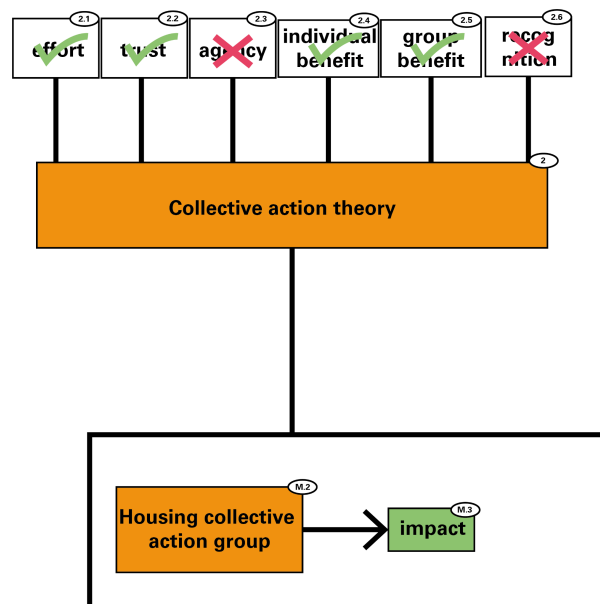 2.1
2.2
2.3
2.4
2.5
2.6
effort
trust
agency
individual
benefit
group
benefit
recog
nition
2
Collective action theory
M.2
Housing collective
action group
M.3
impact